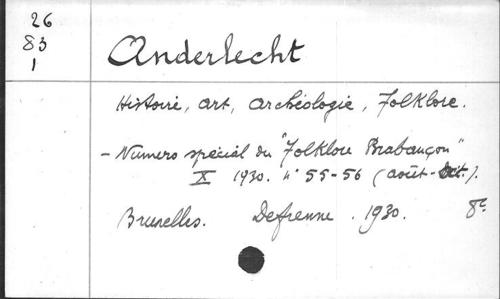 26
83
1
Anderlecht
Histoire, art, archéologie, Folklore.
- Numero spécial du "Folklore Brabançon"
X 1930. n° 55-56 (août-oct.).
Bruxelles. Defrenne. 1930. 8°